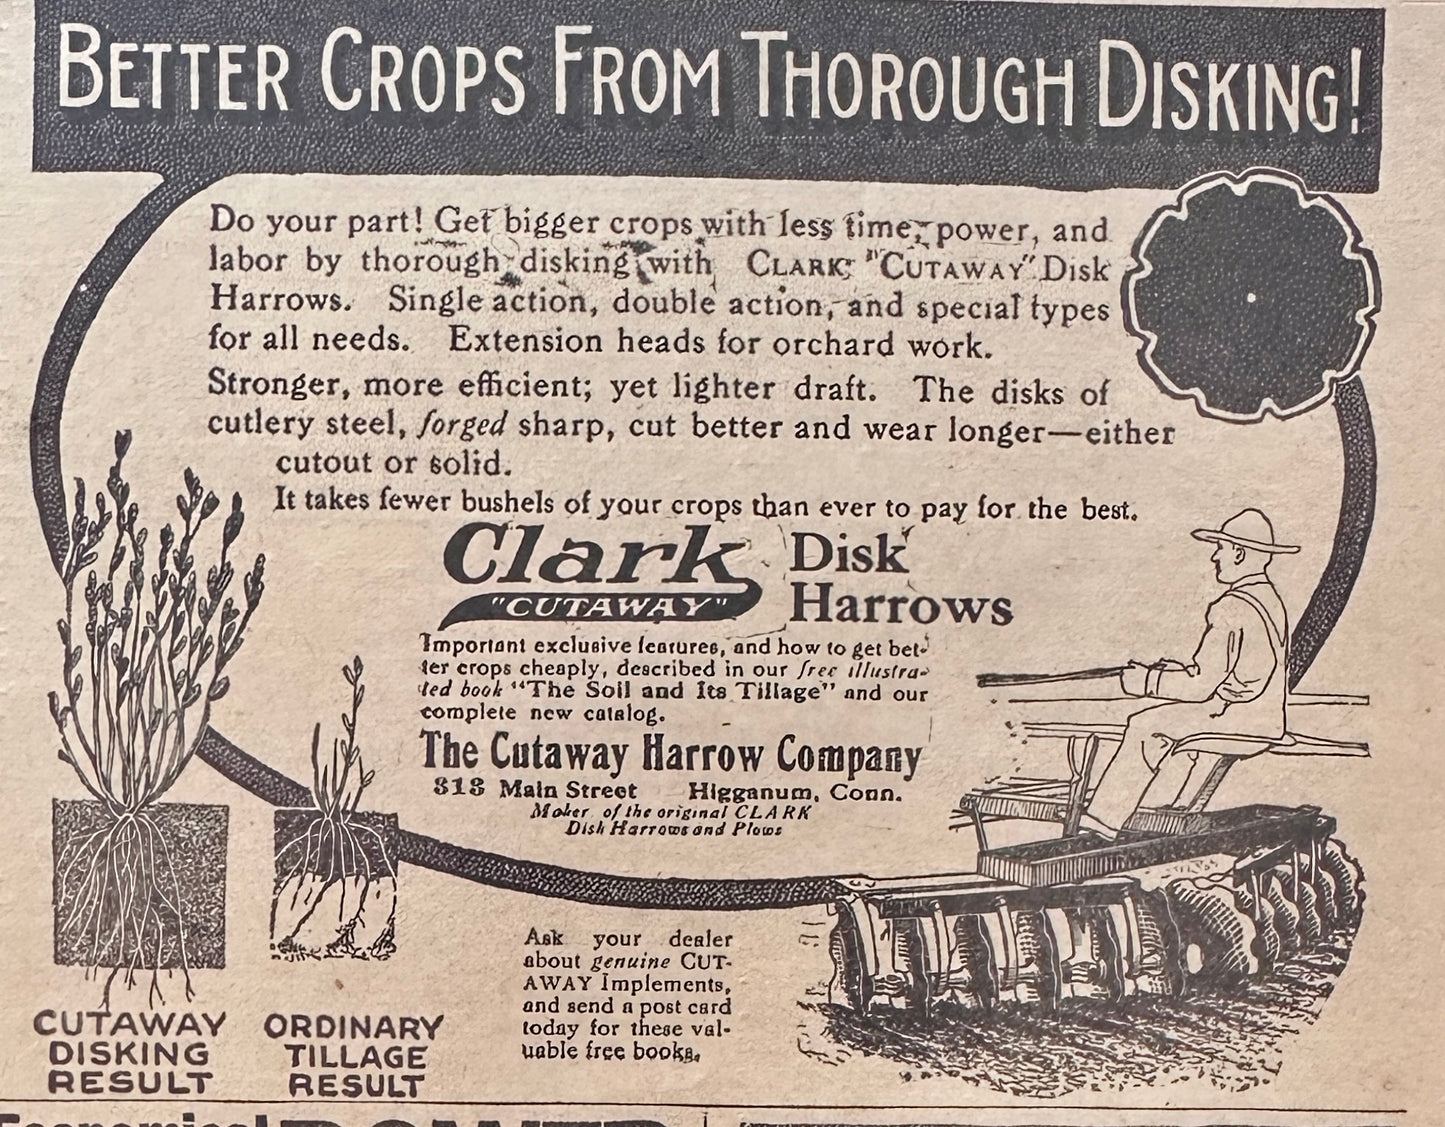 BETTER CROPS FROM THOROUGH DISKING!
Do your part! Get bigger crops with less time, power, and
labor by thorough disking with CLARK "CUTAWAY" Disk
Harrows. Single action, double action, and special types
for all needs. Extension heads for orchard work.
Stronger, more efficient; yet lighter draft. The disks of
cutlery steel, forged sharp, cut better and wear longer—either
cutout or solid.
It takes fewer bushels of your crops than ever to pay for the best.
Clark Disk
"CUTAWAY" Harrows
Important exclusive features, and how to get bet-
ter crops cheaply, described in our free illustra-
ted book "The Soil and Its Tillage" and our
complete new catalog.
The Cutaway Harrow Company
313 Main Street Higganum, Conn.
Maker of the original CLARK
Disk Harrows and Plows
Ask your dealer
about genuine CUT-
AWAY Implements,
and send a post card
today for these val-
uable free books.
CUTAWAY
DISKING
RESULT
ORDINARY
TILLAGE
RESULT
Economical POWER